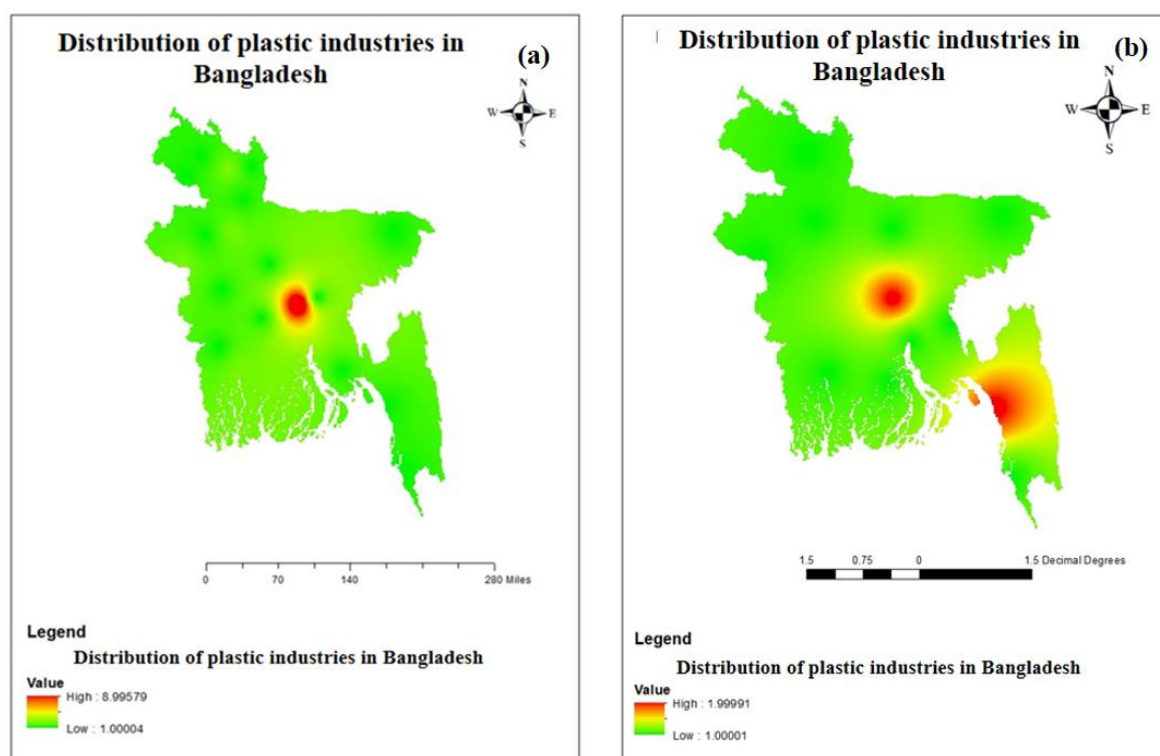 Distribution of plastic industries in
Bangladesh
(a)
N
W E
S
0 70 140 280 Miles
Legend
Distribution of plastic industries in Bangladesh
Value
High : 8.99579
Low : 1.00004
Distribution of plastic industries in
Bangladesh
(b)
N
W E
S
1.5 0.75 0 1.5 Decimal Degrees
Legend
Distribution of plastic industries in Bangladesh
Value
High : 1.99991
Low : 1.00001